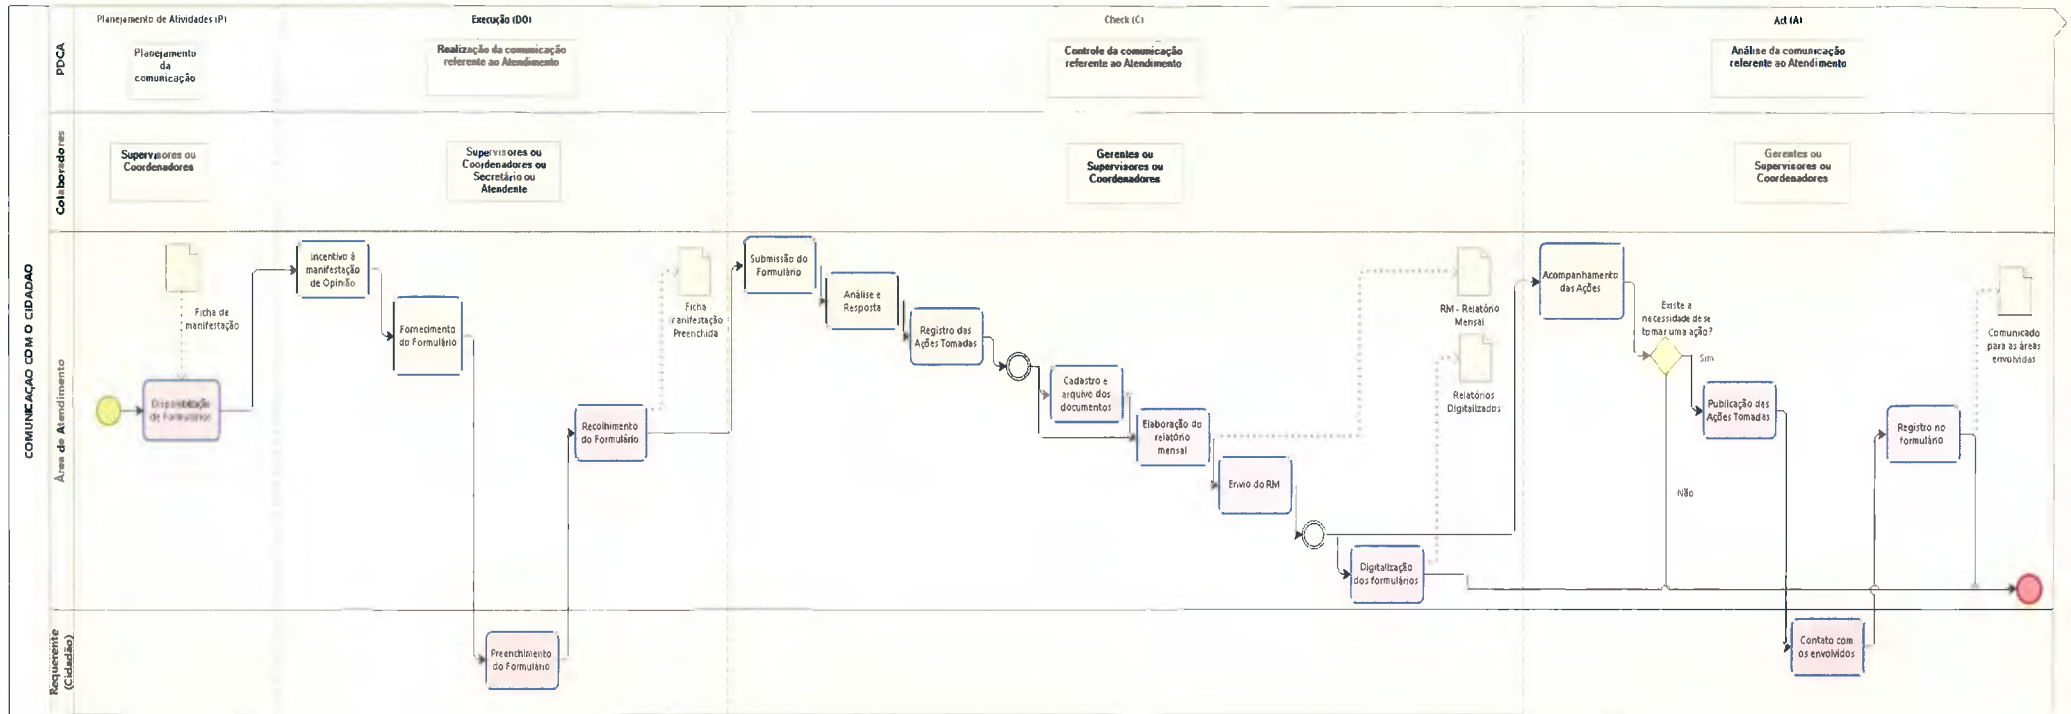 COMUNICAÇAO COM O CIDADAO
PDCA
Planejamento de Atividades (P)
Execução (DO)
Check (C)
Act (A)
Planejamento
da
comunicação
Realização da comunicação
referente ao Atendimento
Controle da comunicação
referente ao Atendimento
Análise da comunicação
referente ao Atendimento
Colaboradores
Supervisores ou
Coordenadores
Supervisores ou
Coordenadores ou
Secretário ou
Atendente
Gerentes ou
Supervisores ou
Coordenadores
Gerentes ou
Supervisores ou
Coordenadores
Área de Atendimento
Ficha de
manifestação
Disponibilização
de Formulários
Incentivo à
manifestação
de Opinião
Fornecimento
do Formulário
Recolhimento
do Formulário
Ficha
manifestação
Preenchida
Submissão do
Formulário
Análise e
Resposta
Registro das
Ações Tomadas
Cadastro e
arquivo dos
documentos
Elaboração do
relatório
mensal
Envio do RM
Digitalização
dos formulários
RM - Relatório
Mensal
Relatórios
Digitalizados
Acompanhamento
das Ações
Existe a
necessidade de se
tomar uma ação?
Sim
Não
Publicação das
Ações Tomadas
Registro no
formulário
Comunicado
para as áreas
envolvidas
Requerente
(Cidadão)
Preenchimento
do Formulário
Contato com
os envolvidos